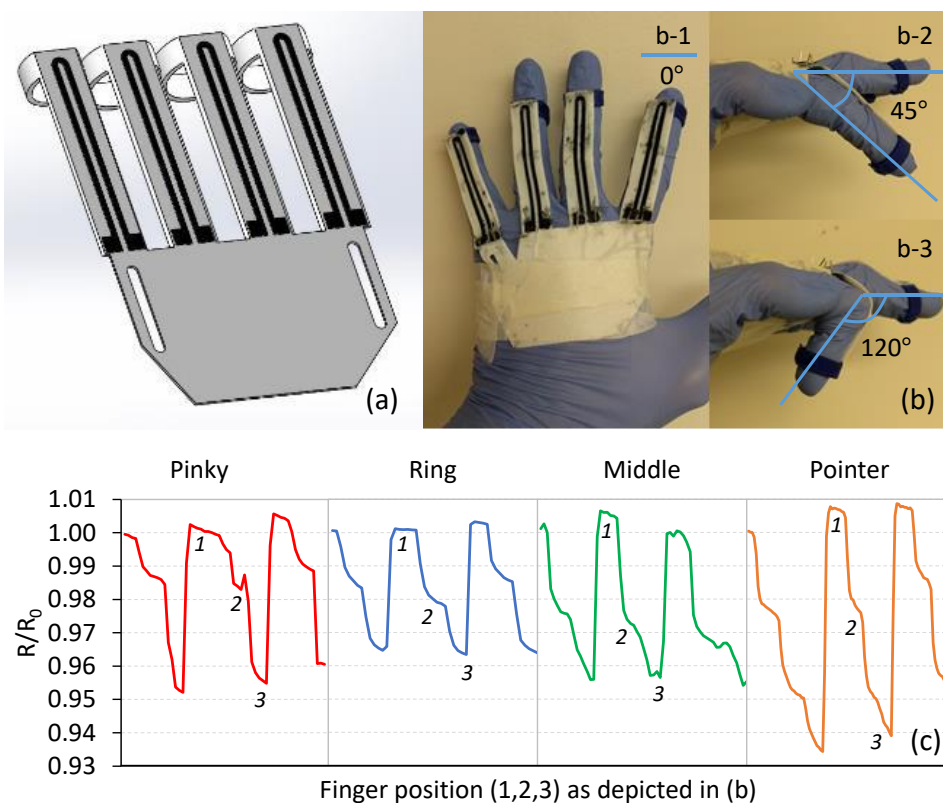 b-1
0°
b-2
45°
b-3
120°
(a)
(b)
Pinky Ring Middle Pointer
1.01
1.00
0.99
0.98
0.97
0.96
0.95
0.94
0.93
R/R0
1 2 3
1 2 3
1 2 3
1 2 3
(c)
Finger position (1,2,3) as depicted in (b)